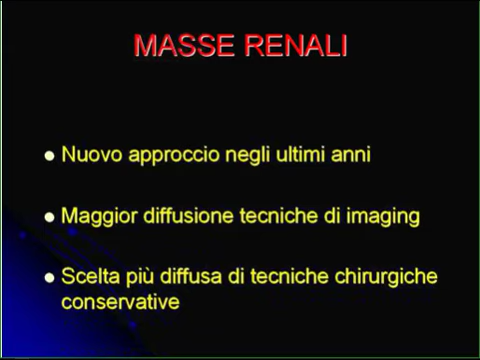 MASSE RENALI
Nuovo approccio negli ultimi anni
Maggior diffusione tecniche di imaging
Scelta più diffusa di tecniche chirurgiche
conservative